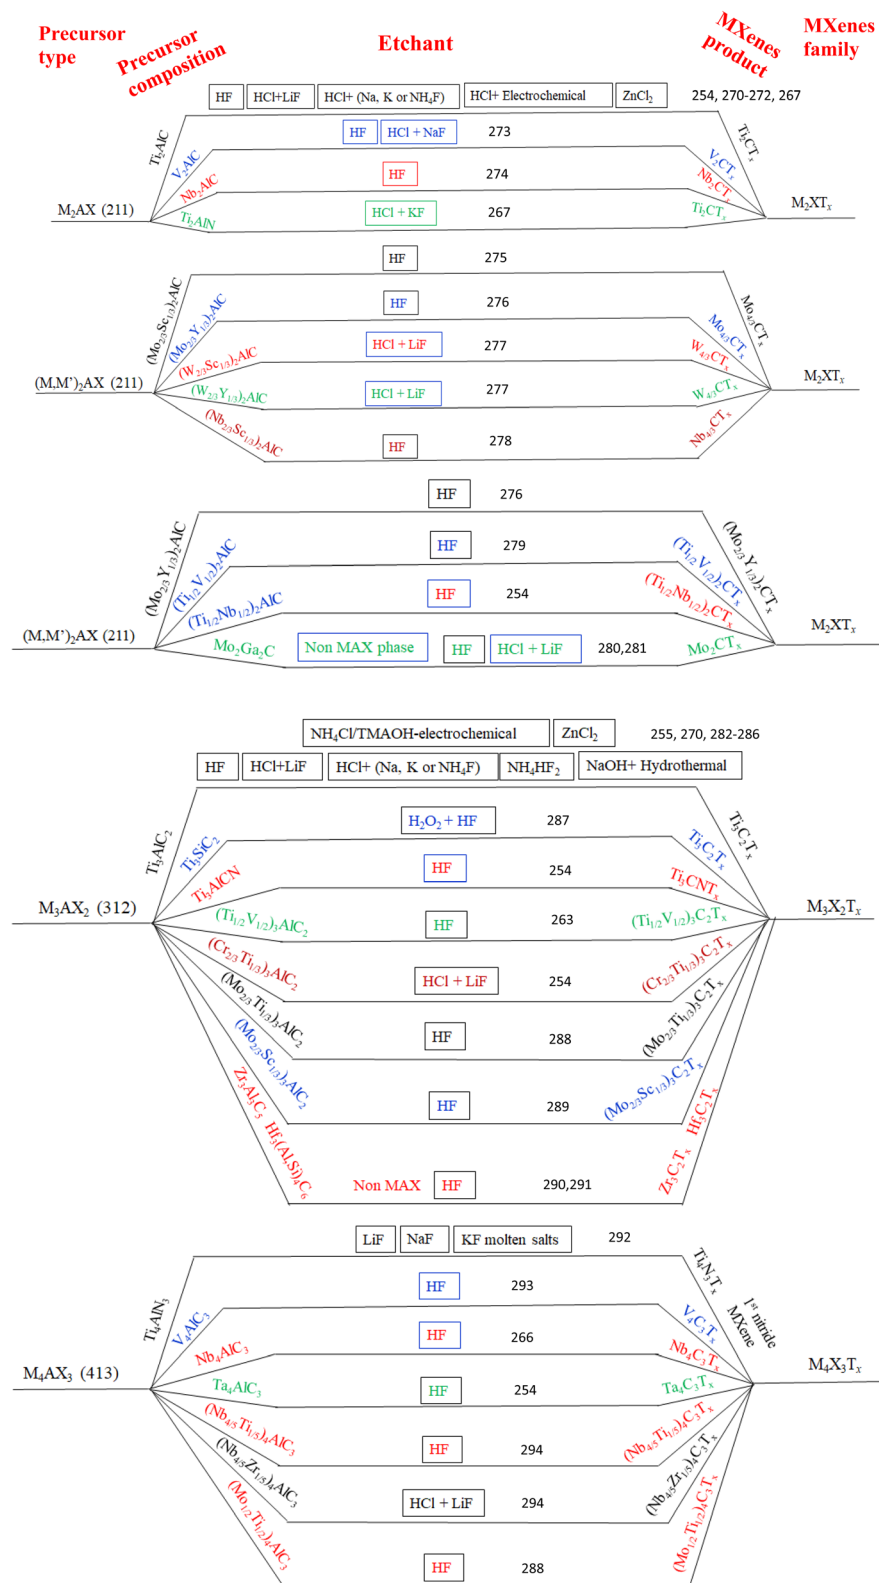 Precursor type
Precursor composition
Etchant
MXenes product
MXenes family
HF
HCl+LiF
HCl+ (Na, K or NH₄F)
HCl+ Electrochemical
ZnCl₂
254, 270-272, 267
Ti₂AlC
Ti₂CTₓ
V₂AlC
HF
HCl + NaF
273
V₂CTₓ
Nb₂AlC
HF
274
Nb₂CTₓ
Ti₂AlN
HCl + KF
267
Ti₂CTₓ
M₂AX (211)
M₂XTₓ
(Mo₂/₃Sc₁/₃)₂AlC
HF
275
Mo₄/₃CTₓ
(Mo₂/₃Y₁/₃)₂AlC
HF
276
Mo₄/₃CTₓ
(W₂/₃Sc₁/₃)₂AlC
HCl + LiF
277
W₄/₃CTₓ
(W₂/₃Y₁/₃)₂AlC
HCl + LiF
277
W₄/₃CTₓ
(Nb₂/₃Sc₁/₃)₂AlC
HF
278
Nb₄/₃CTₓ
(M,M')₂AX (211)
M₂XTₓ
(Mo₂/₃Y₁/₃)₂AlC
HF
276
(Mo₂/₃Y₁/₃)₂CTₓ
(Ti₁/₂V₁/₂)₂AlC
HF
279
(Ti₁/₂V₁/₂)₂CTₓ
(Ti₁/₂Nb₁/₂)₂AlC
HF
254
(Ti₁/₂Nb₁/₂)₂CTₓ
Mo₂Ga₂C
Non MAX phase
HF
HCl + LiF
280,281
Mo₂CTₓ
(M,M')₂AX (211)
M₂XTₓ
NH₄Cl/TMAOH-electrochemical
ZnCl₂
255, 270, 282-286
HF
HCl+LiF
HCl+ (Na, K or NH₄F)
NH₄HF₂
NaOH+ Hydrothermal
Ti₃AlC₂
Ti₃C₂Tₓ
Ti₃SiC₂
H₂O₂ + HF
287
Ti₃C₂Tₓ
Ti₃AlCN
HF
254
Ti₃CNTₓ
(Ti₁/₂V₁/₂)₃AlC₂
HF
263
(Ti₁/₂V₁/₂)₃C₂Tₓ
M₃AX₂ (312)
M₃X₂Tₓ
(Cr₂/₃Ti₁/₃)₃AlC₂
HCl + LiF
254
(Cr₂/₃Ti₁/₃)₃C₂Tₓ
(Mo₂/₃Ti₁/₃)₃AlC₂
HF
288
(Mo₂/₃Ti₁/₃)₃C₂Tₓ
(Mo₂/₃Sc₁/₃)₃AlC₂
HF
289
(Mo₂/₃Sc₁/₃)₃C₂Tₓ
Zr₃Al₃C₅ Hf₃(Al,Si)₄C₆
Non MAX
HF
290,291
Zr₃C₂Tₓ Hf₃C₂Tₓ
LiF
NaF
KF molten salts
292
Ti₄AlN₃
Ti₄N₃Tₓ
1st nitride
MXene
V₄AlC₃
HF
293
V₄C₃Tₓ
Nb₄AlC₃
HF
266
Nb₄C₃Tₓ
Ta₄AlC₃
HF
254
Ta₄C₃Tₓ
M₄AX₃ (413)
M₄X₃Tₓ
(Nb₄/₅Ti₁/₅)₄AlC₃
HF
294
(Nb₄/₅Ti₁/₅)₄C₃Tₓ
(Nb₄/₅Zr₁/₅)₄AlC₃
HCl + LiF
294
(Nb₄/₅Zr₁/₅)₄C₃Tₓ
(Mo₁/₂Ti₁/₂)₄AlC₃
HF
288
(Mo₁/₂Ti₁/₂)₄C₃Tₓ